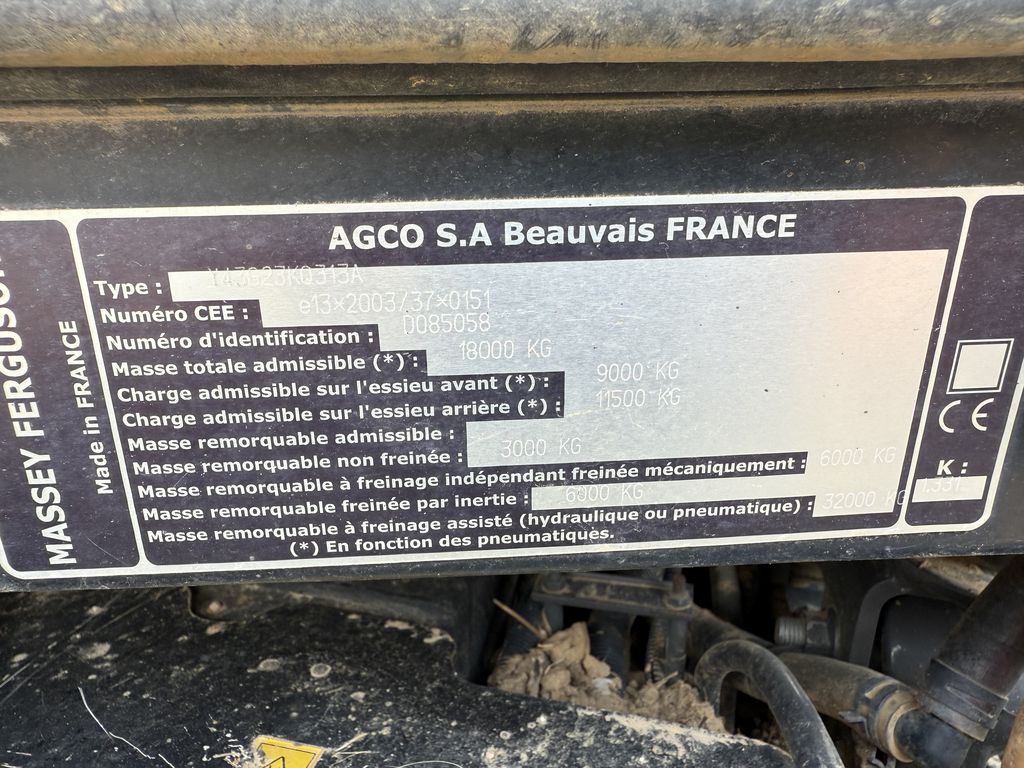 MASSEY FERGUSON
Made in FRANCE
AGCO S.A Beauvais FRANCE
Type :
Numéro CEE : e13*2003/37*0151
Numéro d'identification : D085058
Masse totale admissible (*) : 18000 KG
Charge admissible sur l'essieu avant (*) : 9000 KG
Charge admissible sur l'essieu arrière (*) : 11500 KG
Masse remorquable admissible :
Masse remorquable non freinée : 3000 KG
Masse remorquable à freinage indépendant freinée mécaniquement : 6000 KG
Masse remorquable freinée par inertie : 6000 KG
Masse remorquable à freinage assisté (hydraulique ou pneumatique) : 32000 KG
(*) En fonction des pneumatiques.
CE
K :
1.331